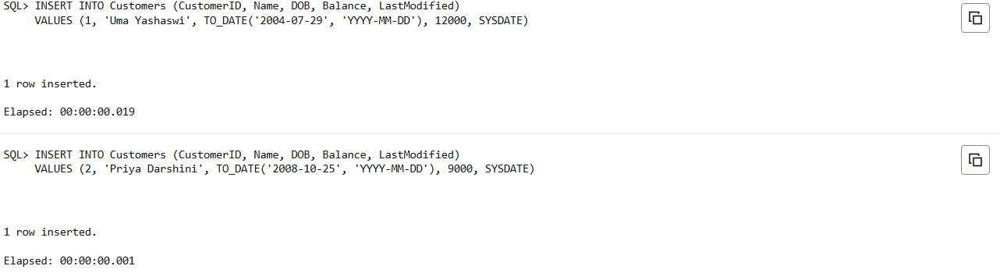 SQL> INSERT INTO Customers (CustomerID, Name, DOB, Balance, LastModified)
     VALUES (1, 'Uma Yashaswi', TO_DATE('2004-07-29', 'YYYY-MM-DD'), 12000, SYSDATE)
1 row inserted.
Elapsed: 00:00:00.019
SQL> INSERT INTO Customers (CustomerID, Name, DOB, Balance, LastModified)
     VALUES (2, 'Priya Darshini', TO_DATE('2008-10-25', 'YYYY-MM-DD'), 9000, SYSDATE)
1 row inserted.
Elapsed: 00:00:00.001